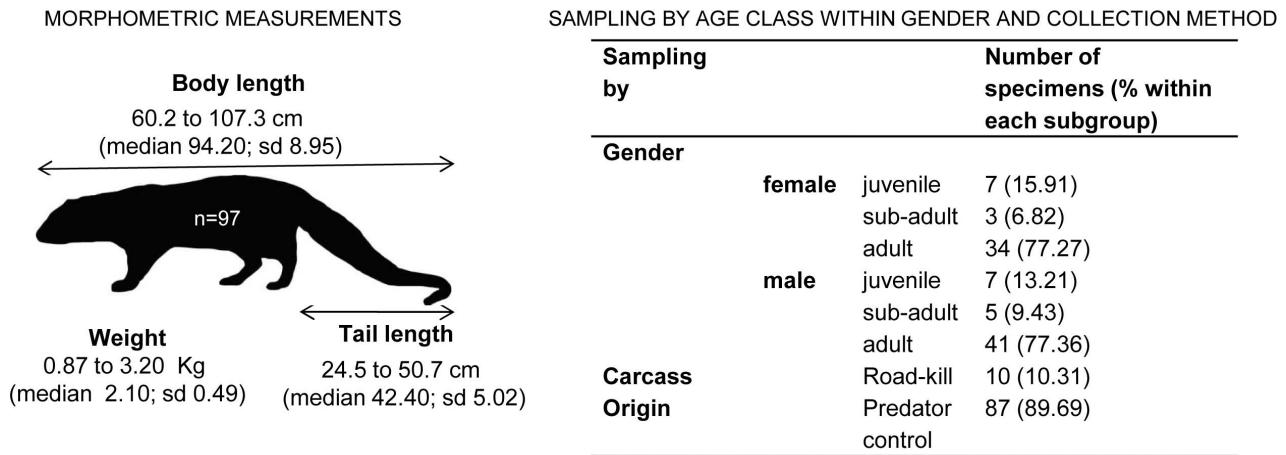 MORPHOMETRIC MEASUREMENTS
Body length
60.2 to 107.3 cm
(median 94.20; sd 8.95)
n=97
Weight
0.87 to 3.20 Kg
(median 2.10; sd 0.49)
Tail length
24.5 to 50.7 cm
(median 42.40; sd 5.02)
SAMPLING BY AGE CLASS WITHIN GENDER AND COLLECTION METHOD
Sampling by
Number of specimens (% within each subgroup)
Gender
female juvenile 7 (15.91)
sub-adult 3 (6.82)
adult 34 (77.27)
male juvenile 7 (13.21)
sub-adult 5 (9.43)
adult 41 (77.36)
Carcass Road-kill 10 (10.31)
Origin Predator 87 (89.69)
control